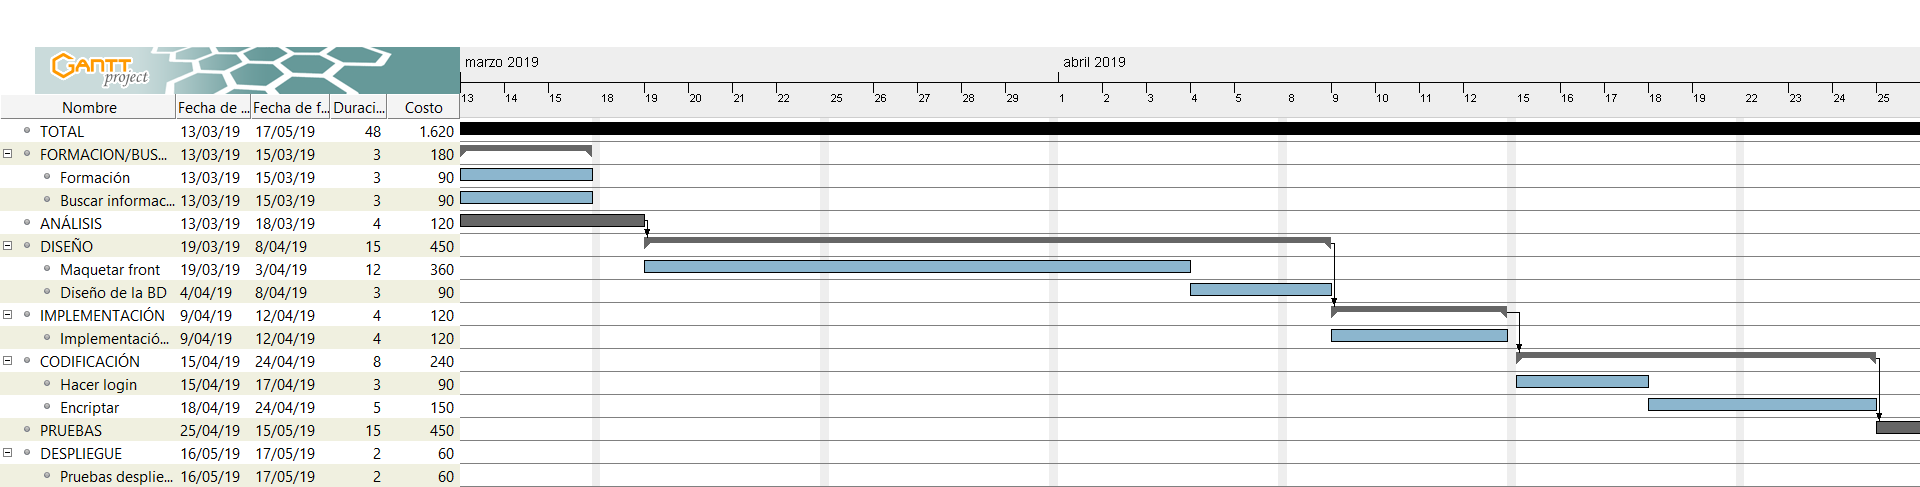 GANTT
project
marzo 2019 abril 2019
13 14 15 18 19 20 21 22 25 26 27 28 29 1 2 3 4 5 8 9 10 11 12 15 16 17 18 19 22 23 24 25
Nombre Fecha de ... Fecha de f... Duraci... Costo
TOTAL 13/03/19 17/05/19 48 1.620
FORMACION/BUS... 13/03/19 15/03/19 3 180
Formación 13/03/19 15/03/19 3 90
Buscar informac... 13/03/19 15/03/19 3 90
ANÁLISIS 13/03/19 18/03/19 4 120
DISEÑO 19/03/19 8/04/19 15 450
Maquetar front 19/03/19 3/04/19 12 360
Diseño de la BD 4/04/19 8/04/19 3 90
IMPLEMENTACIÓN 9/04/19 12/04/19 4 120
Implementació... 9/04/19 12/04/19 4 120
CODIFICACIÓN 15/04/19 24/04/19 8 240
Hacer login 15/04/19 17/04/19 3 90
Encriptar 18/04/19 24/04/19 5 150
PRUEBAS 25/04/19 15/05/19 15 450
DESPLIEGUE 16/05/19 17/05/19 2 60
Pruebas desplie... 16/05/19 17/05/19 2 60